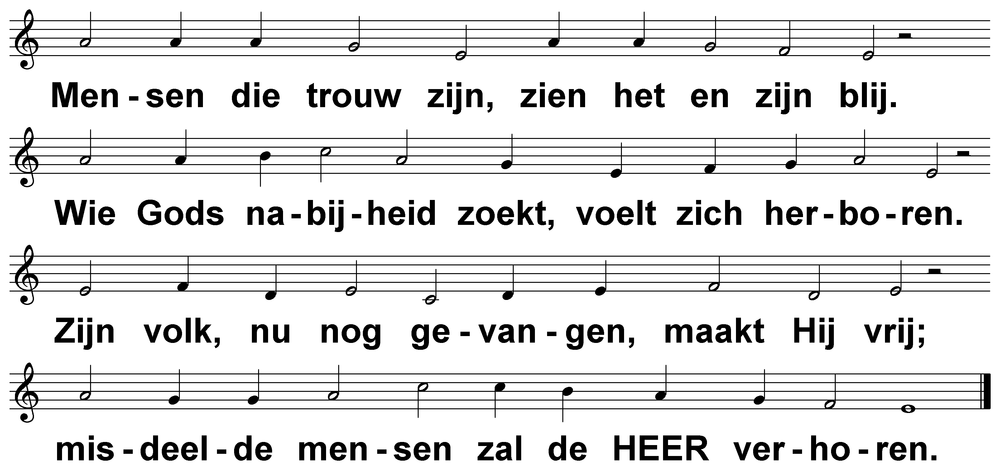 Men - sen die trouw zijn, zien het en zijn blij.
Wie Gods na - bij - heid zoekt, voelt zich her - bo - ren.
Zijn volk, nu nog ge - van - gen, maakt Hij vrij;
mis - deel - de men - sen zal de HEER ver - ho - ren.